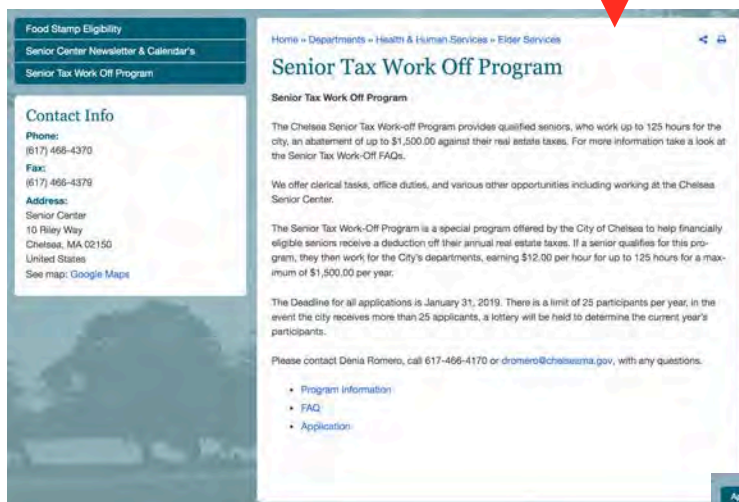 Food Stamp Eligibility
Senior Center Newsletter & Calendar's
Senior Tax Work Off Program
Contact Info
Phone:
(617) 466-4370
Fax:
(617) 466-4379
Address:
Senior Center
10 Riley Way
Chelsea, MA 02150
United States
See map: Google Maps
Home » Departments » Health & Human Services » Elder Services
Senior Tax Work Off Program
Senior Tax Work Off Program
The Chelsea Senior Tax Work-off Program provides qualified seniors, who work up to 125 hours for the
city, an abatement of up to $1,500.00 against their real estate taxes. For more information take a look at
the Senior Tax Work-Off FAQs.
We offer clerical tasks, office duties, and various other opportunities including working at the Chelsea
Senior Center.
The Senior Tax Work-Off Program is a special program offered by the City of Chelsea to help financially
eligible seniors receive a deduction off their annual real estate taxes. If a senior qualifies for this pro-
gram, they then work for the City's departments, earning $12.00 per hour for up to 125 hours for a max-
imum of $1,500.00 per year.
The Deadline for all applications is January 31, 2019. There is a limit of 25 participants per year, in the
event the city receives more than 25 applicants, a lottery will be held to determine the current year's
participants.
Please contact Denia Romero, call 617-466-4170 or dromero@chelseama.gov, with any questions.
• Program Information
• FAQ
• Application